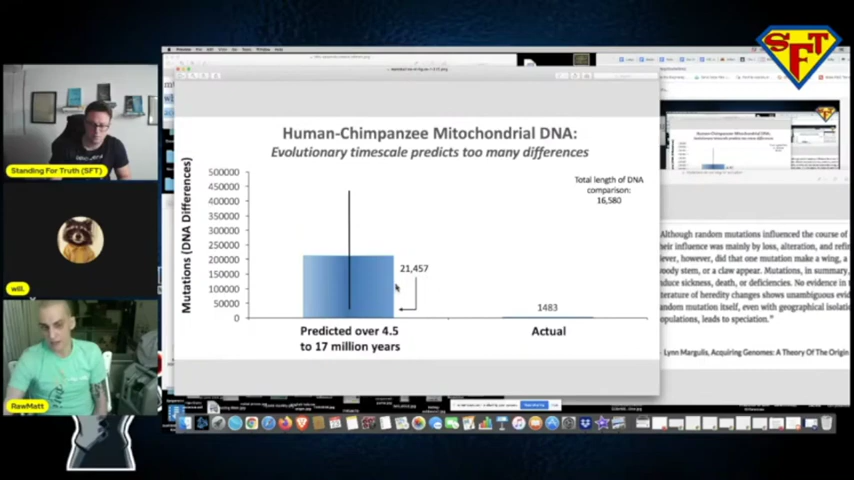 SFT
Human-Chimpanzee Mitochondrial DNA:
Evolutionary timescale predicts too many differences
Mutations (DNA Differences)
500000
450000
400000
350000
300000
250000
200000
150000
100000
50000
0
Total length of DNA
comparison:
16,580
21,457
1483
Predicted over 4.5
to 17 million years
Actual
Standing For Truth (SFT)
will.
RawMatt
Although random mutations influenced the course of
heir influence was mainly by loss, alteration, and refin
ever, however, did that one mutation make a wing, a
oody stem, or a claw appear. Mutations, in summary,
duce sickness, death, or deficiencies. No evidence in
terature of heredity changes shows unambiguous evid
random mutation itself, even with geographical isolatio
opulations, leads to speciation."
Lynn Margulis, Acquiring Genomes: A Theory Of The Origin